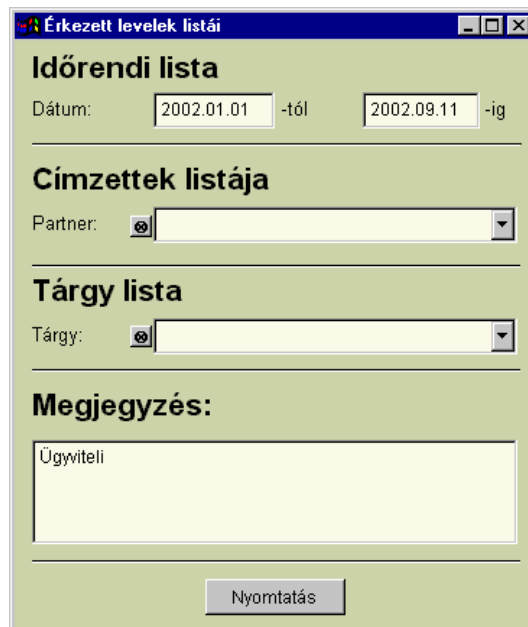 Érkezett levelek listái
Időrendi lista
Dátum: 2002.01.01 -tól 2002.09.11 -ig
Címzettek listája
Partner:
Tárgy lista
Tárgy:
Megjegyzés:
Ügyviteli
Nyomtatás